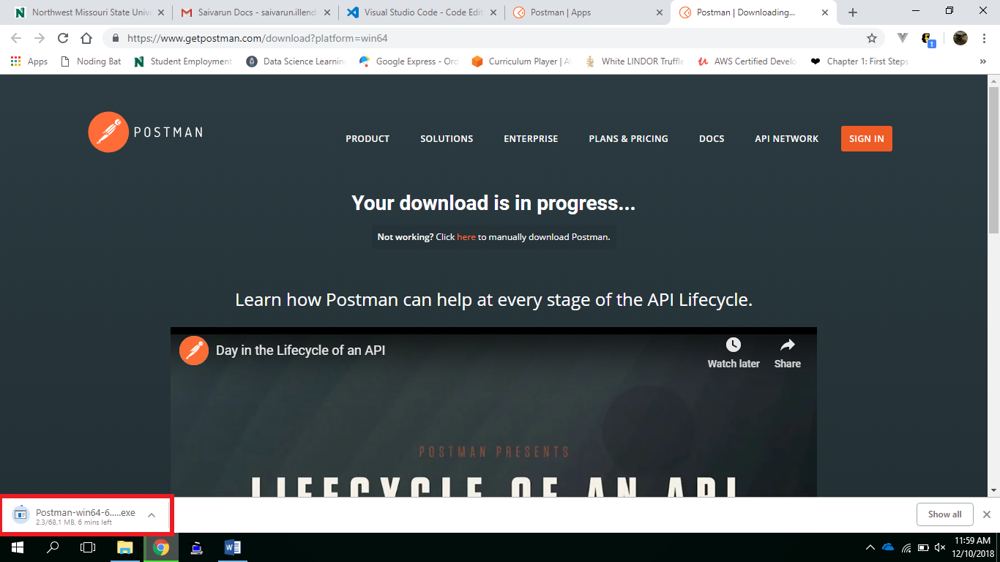 Northwest Missouri State Univ
Saivarun Docs - saivarun.illend
Visual Studio Code - Code Edit
Postman | Apps
Postman | Downloading...
https://www.getpostman.com/download?platform=win64
1
Apps
Noding Bat
Student Employment
Data Science Learning
Google Express - Ord
Curriculum Player | A
White LINDOR Truffle
AWS Certified Develo
Chapter 1: First Steps
»
POSTMAN
PRODUCT
SOLUTIONS
ENTERPRISE
PLANS & PRICING
DOCS
API NETWORK
SIGN IN
Your download is in progress...
Not working? Click here to manually download Postman.
Learn how Postman can help at every stage of the API Lifecycle.
Day in the Lifecycle of an API
Watch later
Share
POSTMAN PRESENTS
LIFECYCLE OF AN API
Postman-win64-6.....exe
2.3/68.1 MB, 6 mins left
Show all
11:59 AM
12/10/2018